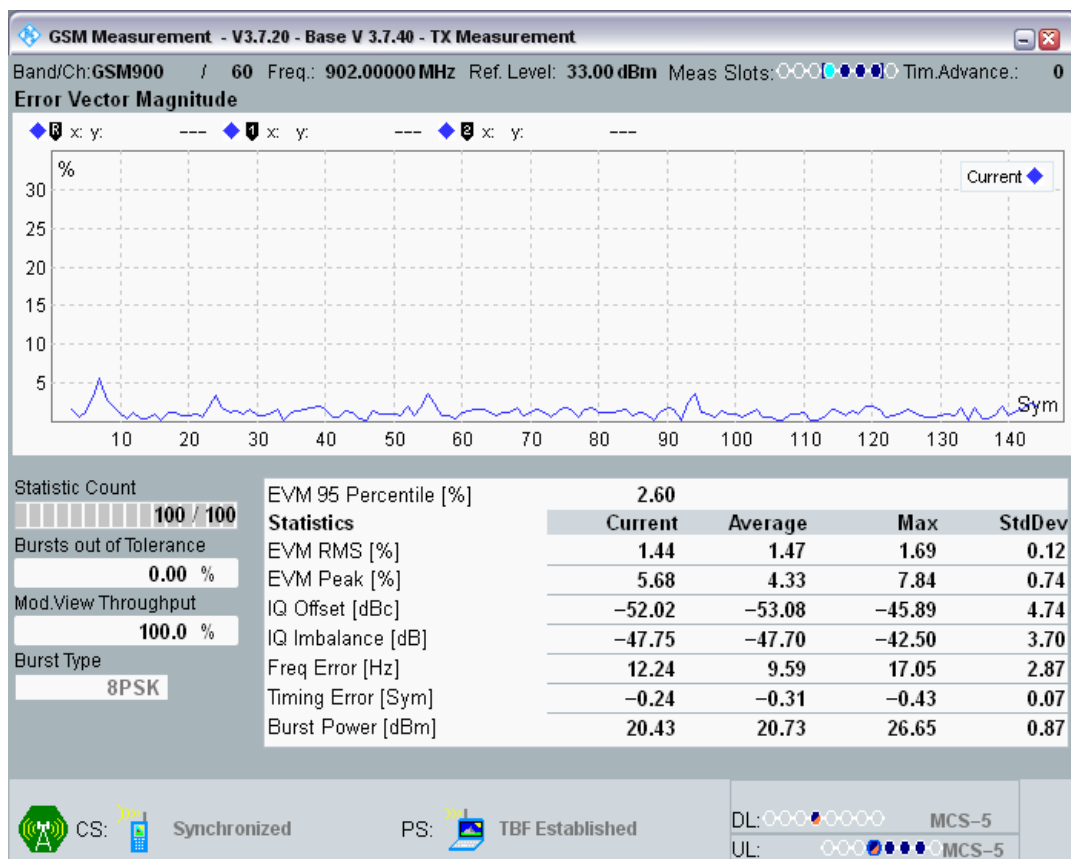 GSM Measurement - V3.7.20 - Base V 3.7.40 - TX Measurement
Band/Ch:GSM900 / 60 Freq.: 902.00000 MHz Ref. Level: 33.00 dBm Meas Slots: Tim.Advance.: 0
Error Vector Magnitude
R x: y: --- 1 x: y: --- 2 x: y: ---
%
Current
30
25
20
15
10
5
Sym
10 20 30 40 50 60 70 80 90 100 110 120 130 140
Statistic Count
100 / 100
Bursts out of Tolerance
0.00 %
Mod.View Throughput
100.0 %
Burst Type
8PSK
EVM 95 Percentile [%] 2.60
Statistics Current Average Max StdDev
EVM RMS [%] 1.44 1.47 1.69 0.12
EVM Peak [%] 5.68 4.33 7.84 0.74
IQ Offset [dBc] −52.02 −53.08 −45.89 4.74
IQ Imbalance [dB] −47.75 −47.70 −42.50 3.70
Freq Error [Hz] 12.24 9.59 17.05 2.87
Timing Error [Sym] −0.24 −0.31 −0.43 0.07
Burst Power [dBm] 20.43 20.73 26.65 0.87
CS: Synchronized PS: TBF Established
DL: MCS−5
UL: MCS−5